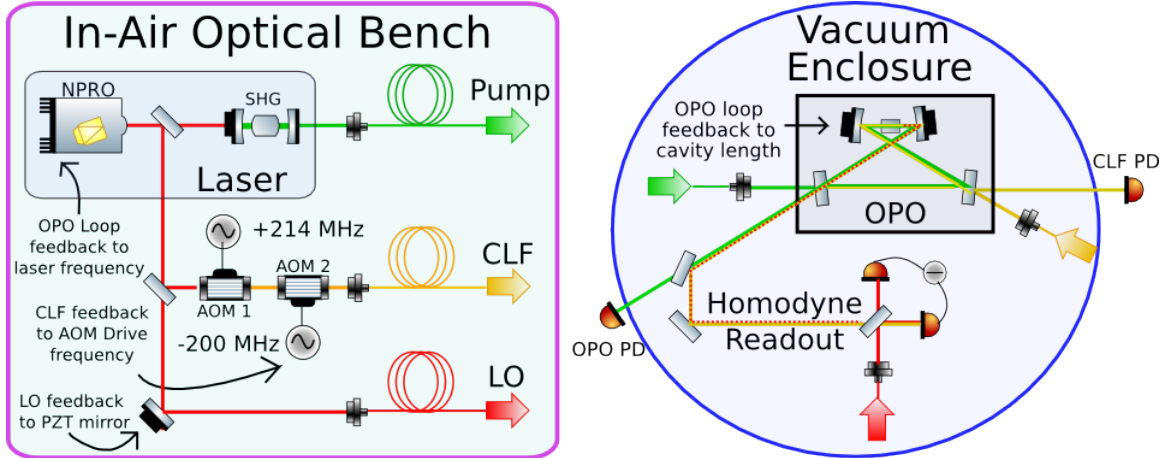 In-Air Optical Bench
NPRO
SHG
Pump
Laser
OPO Loop
feedback to
laser frequency
+214 MHz
AOM 1
AOM 2
CLF
CLF feedback
to AOM Drive
frequency
-200 MHz
LO feedback
to PZT mirror
LO
Vacuum
Enclosure
OPO loop
feedback to
cavity length
OPO
CLF PD
OPO PD
Homodyne
Readout